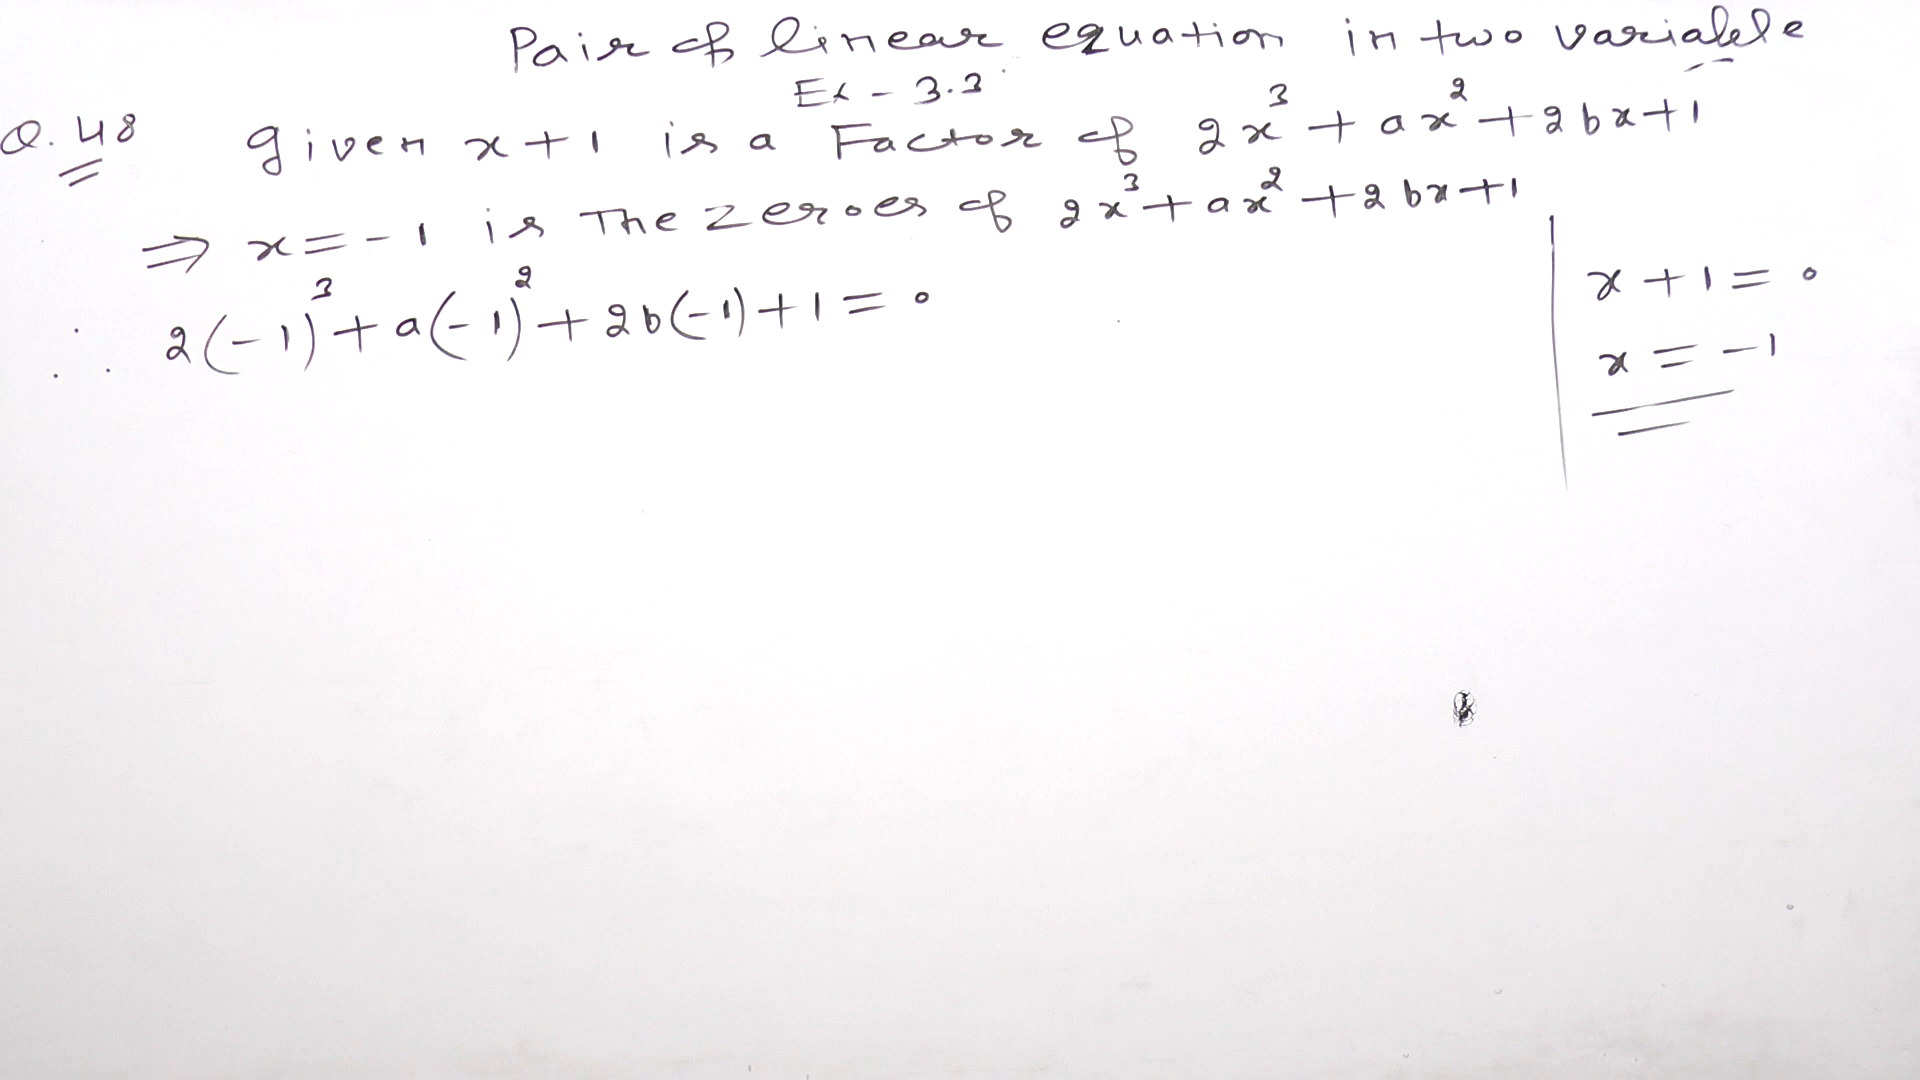 Pair of linear equation in two variable
Ex - 3.3
Q. 48 given x+1 is a Factor of 2x³ + ax² + 2bx + 1
⇒ x = -1 is The zeroes of 2x³ + ax² + 2bx + 1
∴ 2(-1)³ + a(-1)² + 2b(-1) + 1 = 0
x + 1 = 0
x = -1